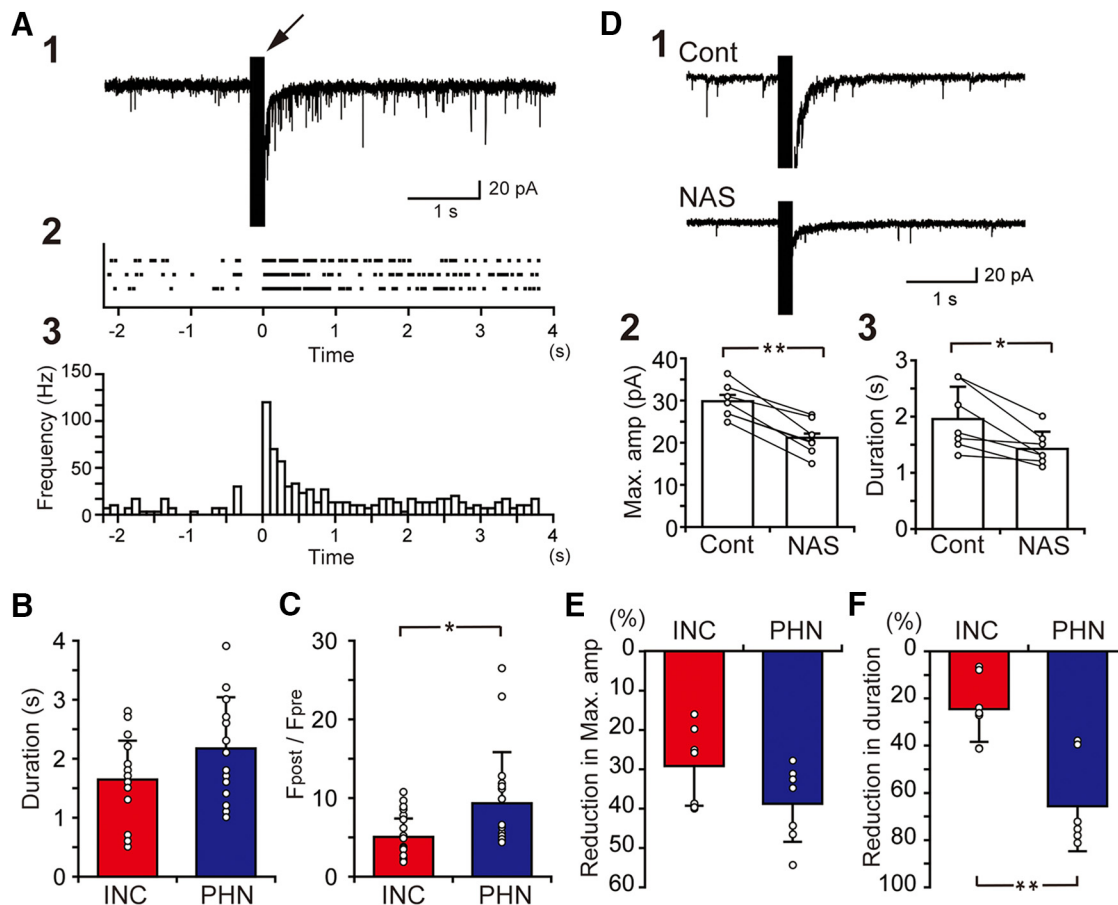 A
1
20 pA
1 s
2
-2 -1 0 1 2 3 4
Time (s)
3
Frequency (Hz)
150
100
50
0
-2 -1 0 1 2 3 4
Time (s)
D
1
Cont
NAS
20 pA
1 s
2
**
Max. amp (pA)
40
30
20
10
0
Cont NAS
3
*
Duration (s)
3
2
1
0
Cont NAS
B
Duration (s)
4
3
2
1
0
INC PHN
C
*
Fpost / Fpre
30
20
10
0
INC PHN
E
(%) INC PHN
Reduction in Max. amp
0
10
20
30
40
50
60
F
(%) INC PHN
Reduction in duration
0
20
40
60
80
100
**